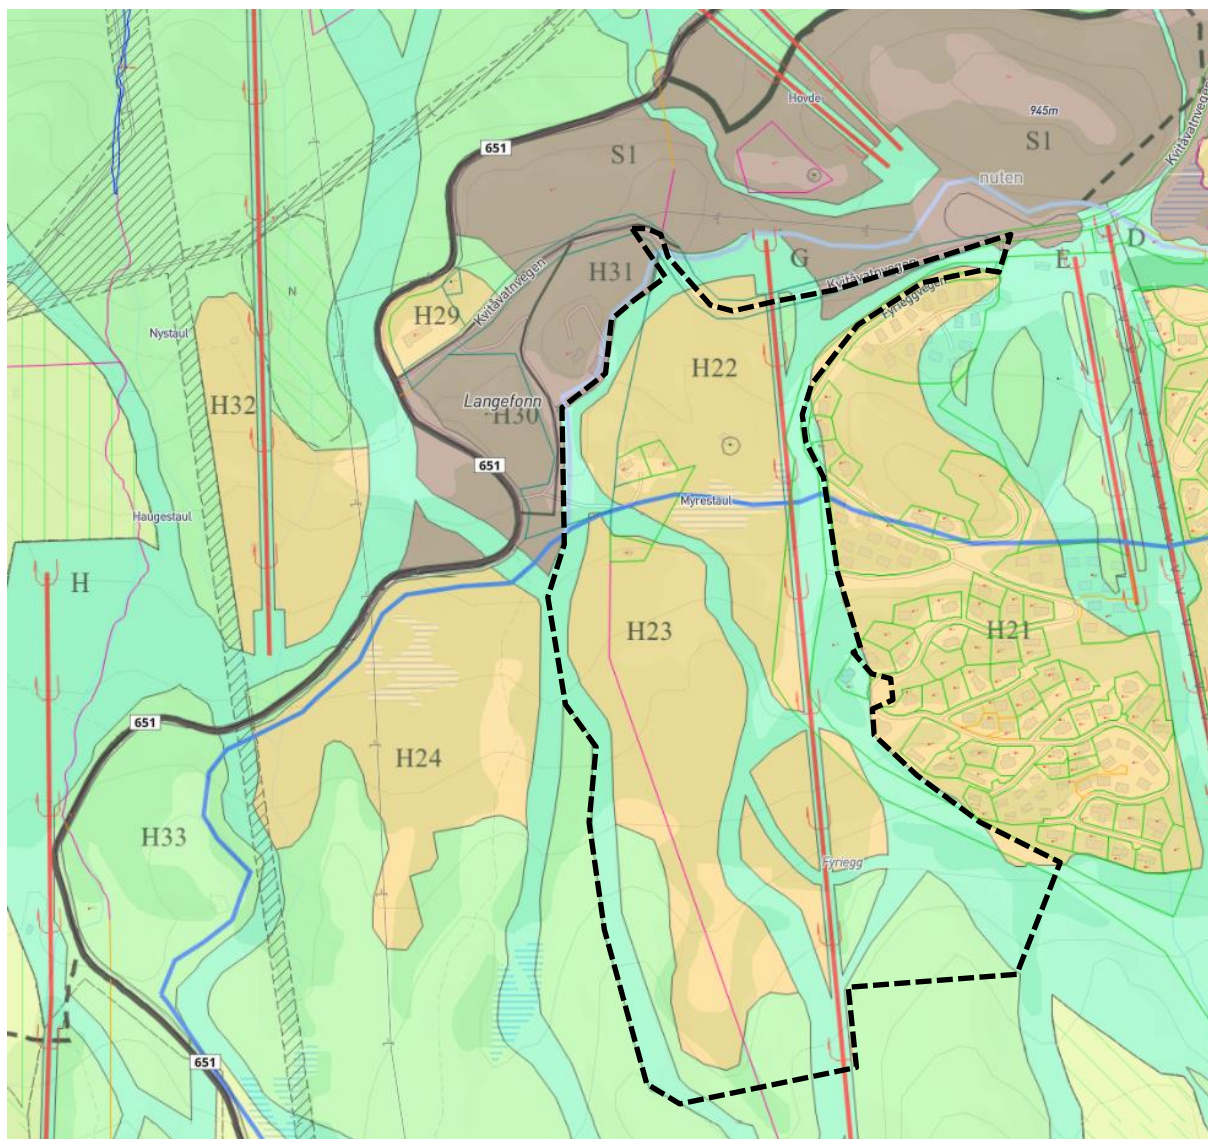 Hovde
945m
Kvitåvatnvegen
651
S1
S1
nuten
D
G
E
H31
Kvitåvatnvegen
Kvitåvatnvegen
Fyrieggvegen
N
H29
Nystaul
H22
H32
Langefonn
H30
651
Myrestaul
Haugestaul
H
H23
H21
651
H24
H33
Fyriegg
651